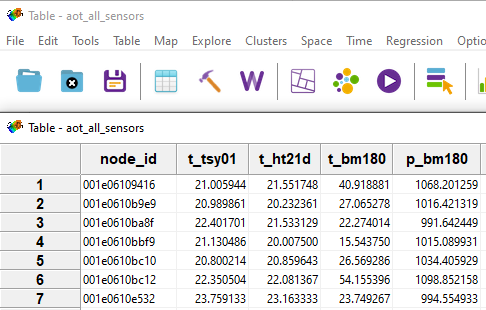 Table - aot_all_sensors
File Edit Tools Table Map Explore Clusters Space Time Regression Optio
W
Table - aot_all_sensors
node_id t_tsy01 t_ht21d t_bm180 p_bm180
1 001e06109416 21.005944 21.551748 40.918881 1068.201259
2 001e0610b9e9 20.989861 20.232361 27.065278 1016.421319
3 001e0610ba8f 22.401701 21.533129 22.274014 991.642449
4 001e0610bbf9 21.130486 20.007500 15.543750 1015.089931
5 001e0610bc10 20.800214 20.859643 26.569286 1034.405929
6 001e0610bc12 22.350504 22.081367 54.155396 1098.852158
7 001e0610e532 23.759133 23.163333 23.749267 994.554933